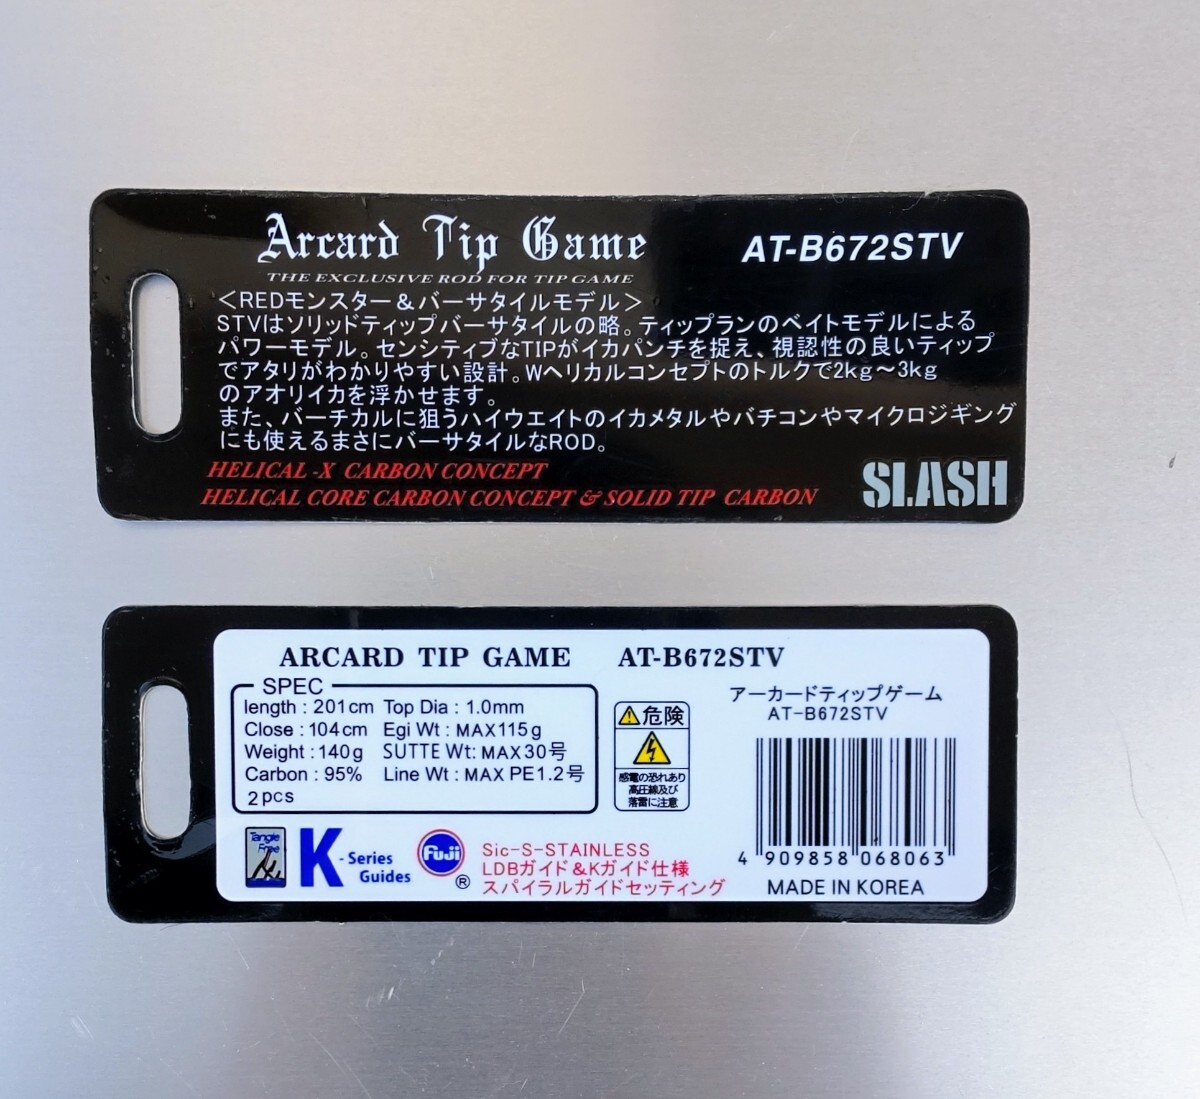 Arcard Tip Game AT-B672STV
THE EXCLUSIVE ROD FOR TIP GAME
＜REDモンスター＆バーサタイルモデル＞
STVはソリッドティップバーサタイルの略。ティップランのベイトモデルによる
パワーモデル。センシティブなTIPがイカパンチを捉え、視認性の良いティップ
でアタリがわかりやすい設計。Wヘリカルコンセプトのトルクで2kg～3kg
のアオリイカを浮かせます。
また、バーチカルに狙うハイウエイトのイカメタルやバチコンやマイクロジギング
にも使えるまさにバーサタイルなROD。
HELICAL -X CARBON CONCEPT
HELICAL CORE CARBON CONCEPT & SOLID TIP CARBON
SLASH
ARCARD TIP GAME AT-B672STV
SPEC
length : 201cm Top Dia : 1.0mm
Close : 104cm Egi Wt : MAX115g
Weight : 140g SUTTE Wt: MAX30号
Carbon : 95% Line Wt : MAX PE1.2号
2pcs
危険
感電の恐れあり
高圧線及び
落雷に注意
アーカードティップゲーム
AT-B672STV
4 909858 068063
MADE IN KOREA
Tangle
Free
K - Series
Guides
Fuji
®
Sic-S-STAINLESS
LDBガイド＆Kガイド仕様
スパイラルガイドセッティング